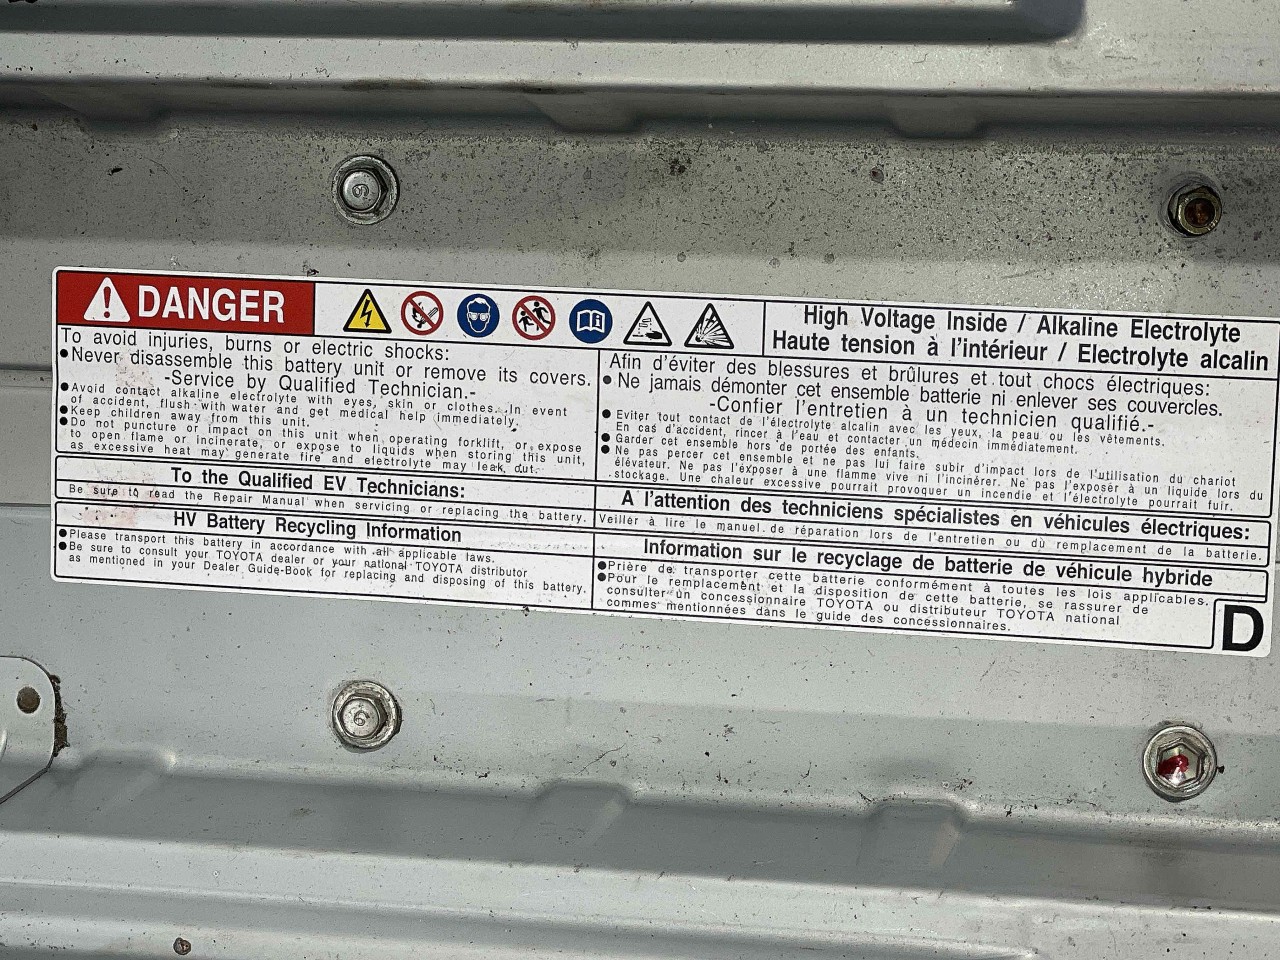 DANGER
High Voltage Inside / Alkaline Electrolyte
Haute tension à l'intérieur / Electrolyte alcalin
To avoid injuries, burns or electric shocks:
●Never disassemble this battery unit or remove its covers.
-Service by Qualified Technician.-
●Avoid contact alkaline electrolyte with eyes, skin or clothes. In event
of accident, flush with water and get medical help immediately.
●Keep children away from this unit.
●Do not puncture or impact on this unit when operating forklift, or expose
to open flame or incinerate, or expose to liquids when storing this unit,
as excessive heat may generate fire and electrolyte may leak out.
Afin d'éviter des blessures et brûlures et tout chocs électriques:
● Ne jamais démonter cet ensemble batterie ni enlever ses couvercles.
-Confier l'entretien à un technicien qualifié.-
● Eviter tout contact de l'électrolyte alcalin avec les yeux, la peau ou les vêtements.
En cas d'accident, rincer à l'eau et contacter un médecin immédiatement.
● Garder cet ensemble hors de portée des enfants.
● Ne pas percer cet ensemble et ne pas lui faire subir d'impact lors de l'utilisation du chariot
élévateur. Ne pas l'éxposer à une flamme vive ni l'incinérer. Ne pas l'exposer à un liquide lors du
stockage. Une chaleur excessive pourrait provoquer un incendie et l'électrolyte pourrait fuir.
To the Qualified EV Technicians:
Be sure to read the Repair Manual when servicing or replacing the battery.
A l'attention des techniciens spécialistes en véhicules électriques:
Veillér à lire le manuel de réparation lors de l'entretien ou du remplacement de la batterie.
HV Battery Recycling Information
●Please transport this battery in accordance with all applicable laws.
●Be sure to consult your TOYOTA dealer or your national TOYOTA distributor
as mentioned in your Dealer Guide-Book for replacing and disposing of this battery.
Information sur le recyclage de batterie de véhicule hybride
●Prière de transporter cette batterie conformément à toutes les lois applicables.
●Pour le remplacement et la disposition de cette batterie, se rassurer de
consulter un concessionnaire TOYOTA ou distributeur TOYOTA national
commes mentionnées dans le guide des concessionnaires.
D